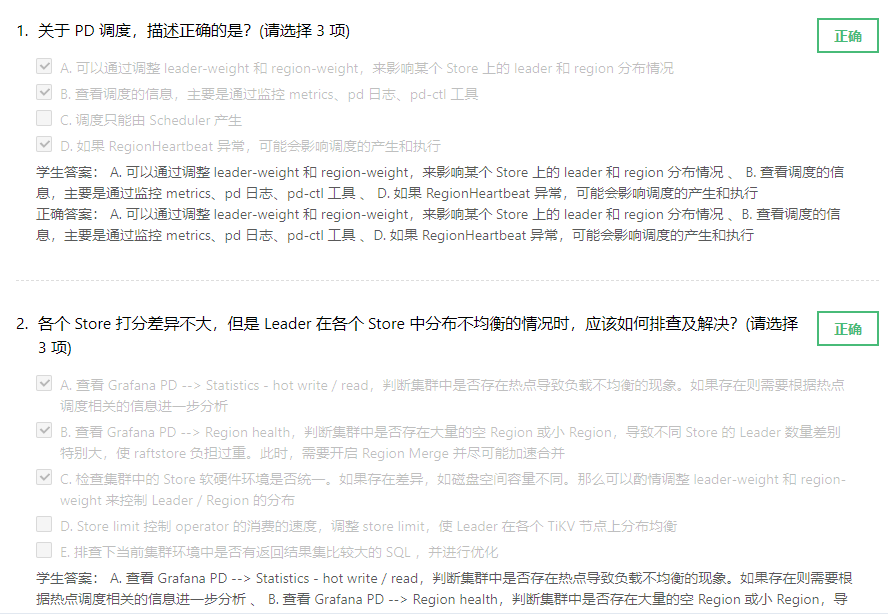 1. 关于 PD 调度，描述正确的是？(请选择 3 项)
正确
A. 可以通过调整 leader-weight 和 region-weight，来影响某个 Store 上的 leader 和 region 分布情况
B. 查看调度的信息，主要是通过监控 metrics、pd 日志、pd-ctl 工具
C. 调度只能由 Scheduler 产生
D. 如果 RegionHeartbeat 异常，可能会影响调度的产生和执行
学生答案： A. 可以通过调整 leader-weight 和 region-weight，来影响某个 Store 上的 leader 和 region 分布情况 、 B. 查看调度的信
息，主要是通过监控 metrics、pd 日志、pd-ctl 工具 、 D. 如果 RegionHeartbeat 异常，可能会影响调度的产生和执行
正确答案： A. 可以通过调整 leader-weight 和 region-weight，来影响某个 Store 上的 leader 和 region 分布情况 、B. 查看调度的信
息，主要是通过监控 metrics、pd 日志、pd-ctl 工具 、D. 如果 RegionHeartbeat 异常，可能会影响调度的产生和执行
2. 各个 Store 打分差异不大，但是 Leader 在各个 Store 中分布不均衡的情况时，应该如何排查及解决？(请选择
3 项)
正确
A. 查看 Grafana PD --> Statistics - hot write / read，判断集群中是否存在热点导致负载不均衡的现象。如果存在则需要根据热点
调度相关的信息进一步分析
B. 查看 Grafana PD --> Region health，判断集群中是否存在大量的空 Region 或小 Region，导致不同 Store 的 Leader 数量差别
特别大，使 raftstore 负担过重。此时，需要开启 Region Merge 并尽可能加速合并
C. 检查集群中的 Store 软硬件环境是否统一。如果存在差异，如磁盘空间容量不同。那么可以酌情调整 leader-weight 和 region-
weight 来控制 Leader / Region 的分布
D. Store limit 控制 operator 的消费的速度，调整 store limit，使 Leader 在各个 TiKV 节点上分布均衡
E. 排查下当前集群环境中是否有返回结果集比较大的 SQL ，并进行优化
学生答案： A. 查看 Grafana PD --> Statistics - hot write / read，判断集群中是否存在热点导致负载不均衡的现象。如果存在则需要根
据热点调度相关的信息进一步分析 、 B. 查看 Grafana PD --> Region health，判断集群中是否存在大量的空 Region 或小 Region，导